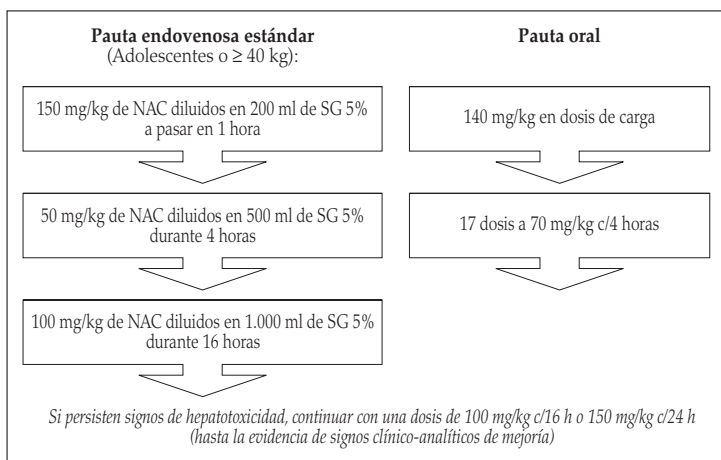 Pauta endovenosa estándar
(Adolescentes o ≥ 40 kg):
150 mg/kg de NAC diluidos en 200 ml de SG 5%
a pasar en 1 hora
50 mg/kg de NAC diluidos en 500 ml de SG 5%
durante 4 horas
100 mg/kg de NAC diluidos en 1.000 ml de SG 5%
durante 16 horas
Pauta oral
140 mg/kg en dosis de carga
17 dosis a 70 mg/kg c/4 horas
Si persisten signos de hepatotoxicidad, continuar con una dosis de 100 mg/kg c/16 h o 150 mg/kg c/24 h
(hasta la evidencia de signos clínico-analíticos de mejoría)